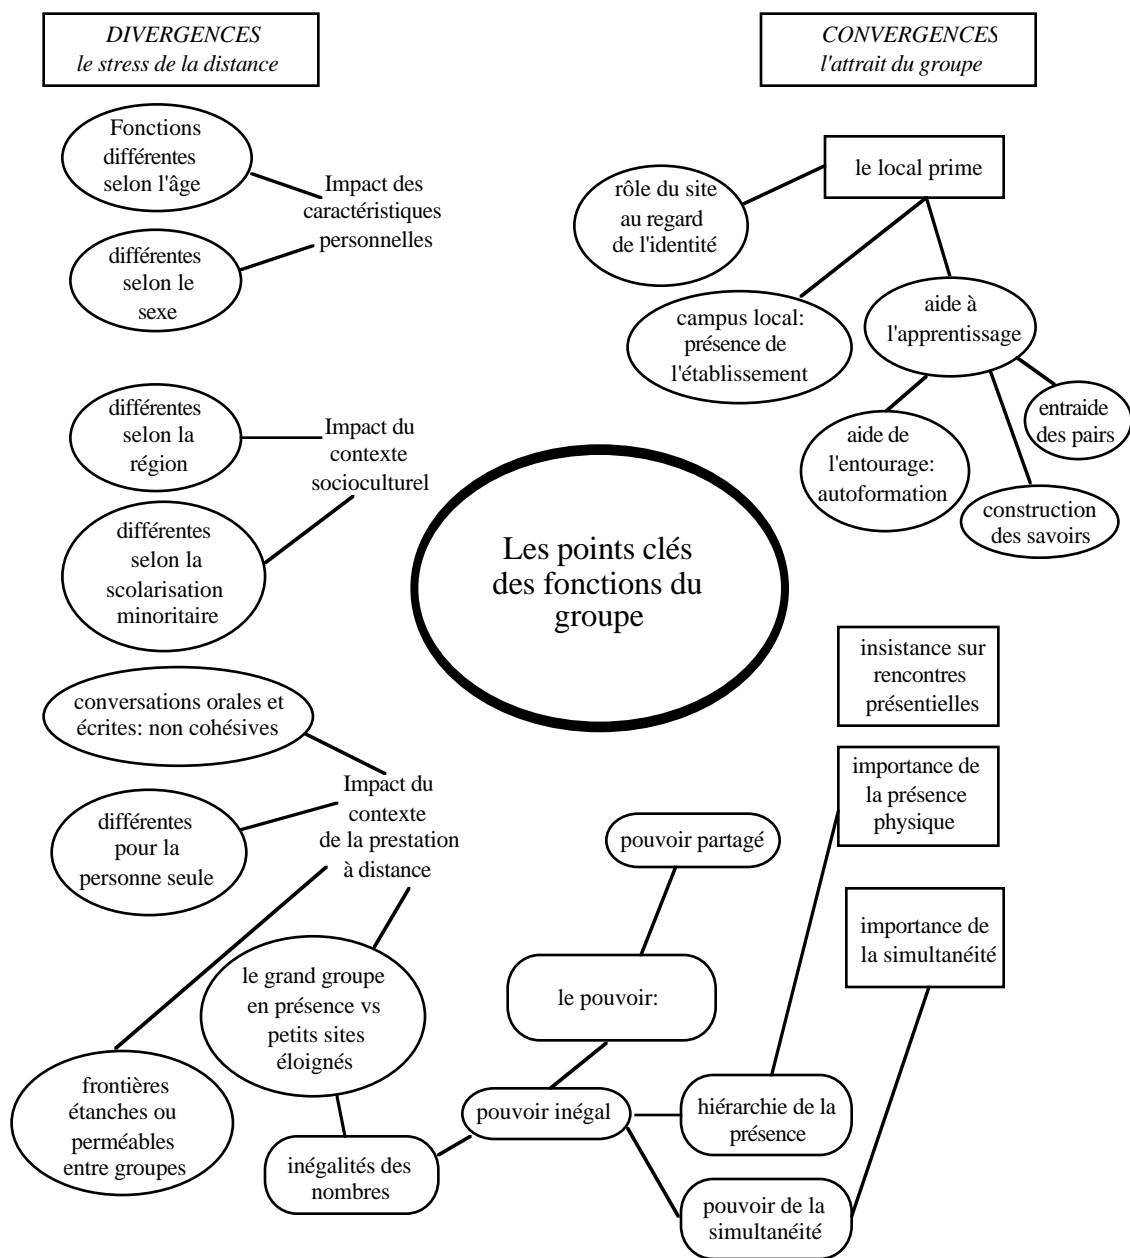 DIVERGENCES
le stress de la distance
CONVERGENCES
l'attrait du groupe
Fonctions
différentes
selon l'âge
Impact des
caractéristiques
personnelles
différentes
selon le
sexe
le local prime
rôle du site
au regard
de l'identité
campus local:
présence de
l'établissement
aide à
l'apprentissage
entraide
des pairs
aide de
l'entourage:
autoformation
construction
des savoirs
différentes
selon la
région
Impact du
contexte
socioculturel
différentes
selon la
scolarisation
minoritaire
Les points clés
des fonctions du
groupe
insistance sur
rencontres
présentielles
conversations orales et
écrites: non cohésives
importance de
la présence
physique
Impact du
contexte
de la prestation
à distance
différentes
pour la
personne seule
pouvoir partagé
importance de
la simultanéité
le grand groupe
en présence vs
petits sites
éloignés
le pouvoir:
frontières
étanches ou
perméables
entre groupes
pouvoir inégal
hiérarchie de la
présence
inégalités des
nombres
pouvoir de la
simultanéité